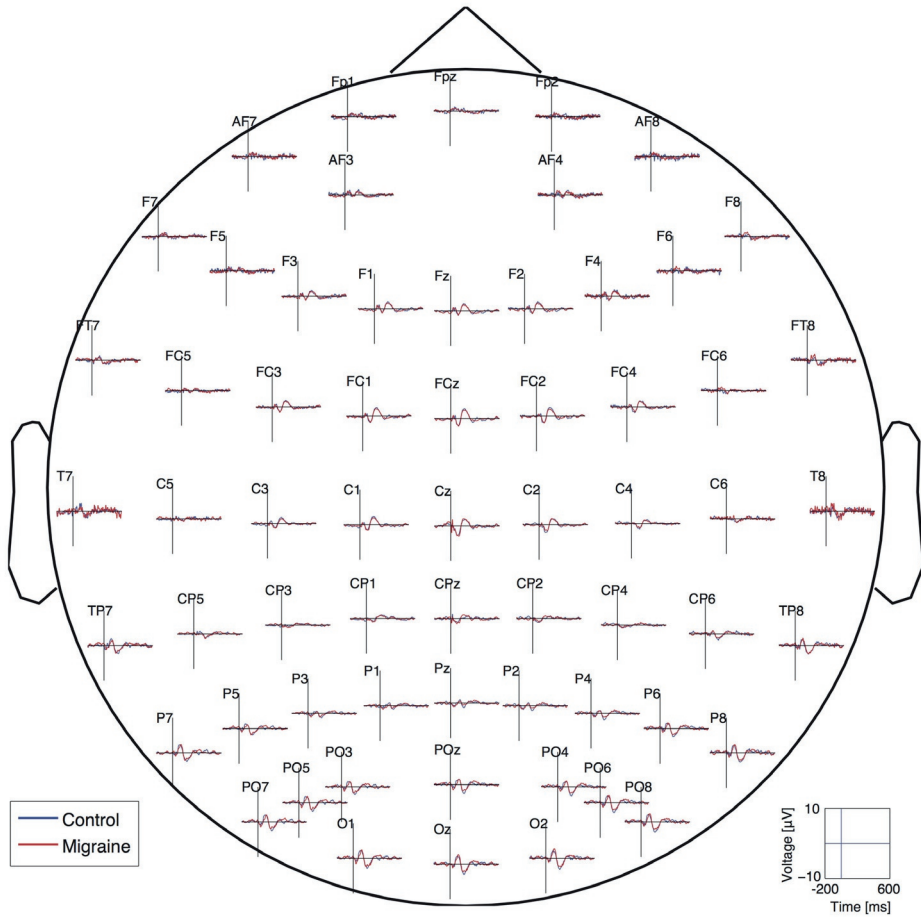 Fp1 Fpz Fp2
AF7 AF8
AF3 AF4
F7 F8
F5 F3 F1 Fz F2 F4 F6
FT7 FT8
FC5 FC3 FC1 FCz FC2 FC4 FC6
T7 C5 C3 C1 Cz C2 C4 C6 T8
TP7 CP5 CP3 CP1 CPz CP2 CP4 CP6 TP8
P7 P5 P3 P1 Pz P2 P4 P6 P8
PO7 PO5 PO3 POz PO4 PO6 PO8
O1 Oz O2
Control
Migraine
Voltage [µV]
10
−10
-200 600
Time [ms]